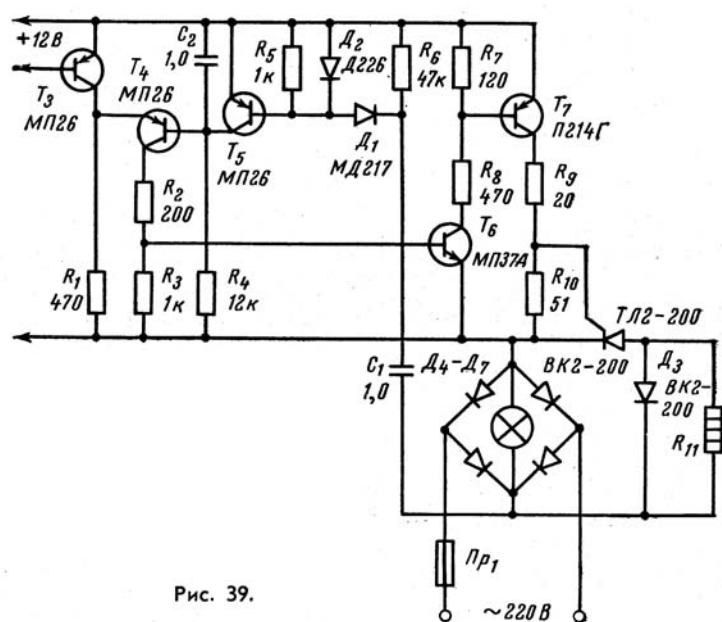 +12В
T3
МП26
T4
МП26
C2
1,0
R5
1к
Д2
Д226
R6
47к
R7
120
T5
МП26
Д1
МД217
T7
П214Г
R2
200
R8
470
R9
20
T6
МП37А
R1
470
R3
1к
R4
12к
R10
51
ТЛ2-200
C1
1,0
Д4-Д7
ВК2-200
Д3
ВК2-
200
R11
Пр1
~220В
Рис. 39.